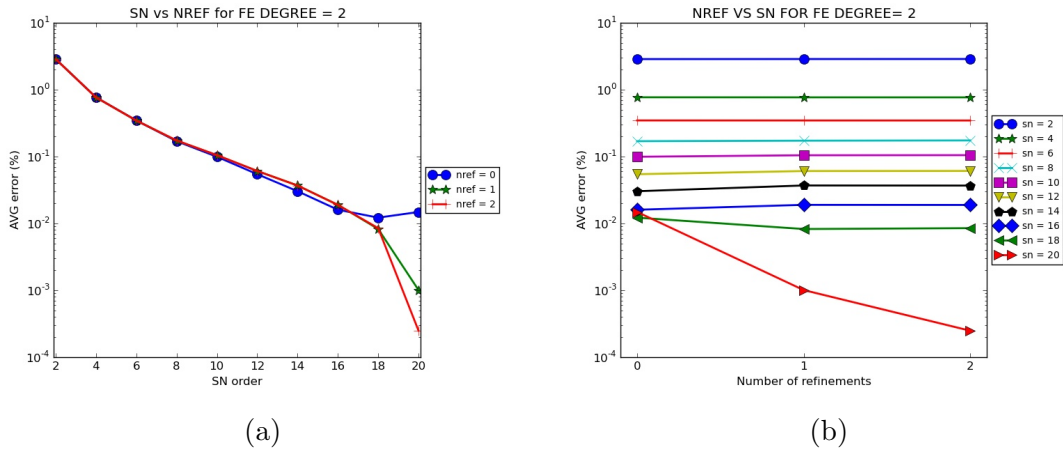 SN vs NREF for FE DEGREE = 2
10^1
10^0
10^-1
10^-2
10^-3
10^-4
AVG error (%)
2 4 6 8 10 12 14 16 18 20
SN order
nref = 0
nref = 1
nref = 2
(a)
NREF VS SN FOR FE DEGREE= 2
10^1
10^0
10^-1
10^-2
10^-3
10^-4
AVG error (%)
0 1 2
Number of refinements
sn = 2
sn = 4
sn = 6
sn = 8
sn = 10
sn = 12
sn = 14
sn = 16
sn = 18
sn = 20
(b)